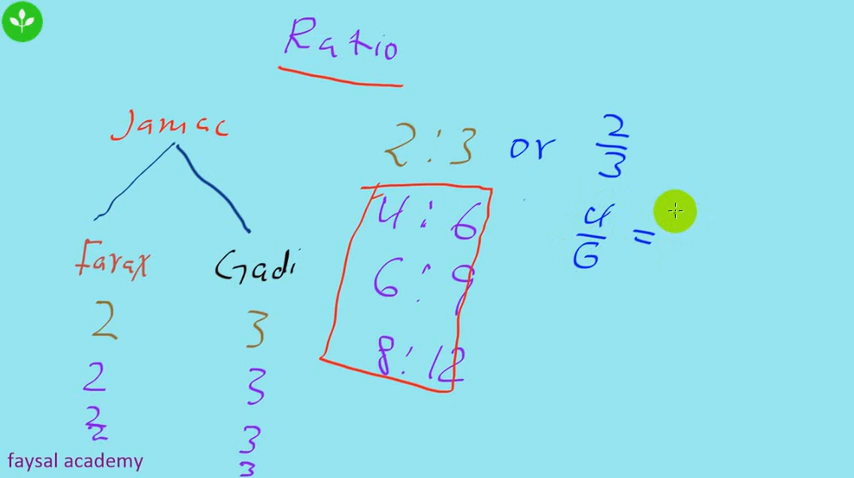 Ratio
Jamac
2:3 or 2/3
4:6
4/6 =
Farax Gadi
6:9
2 3
8:12
2 3
2 3
2 3
faysal academy